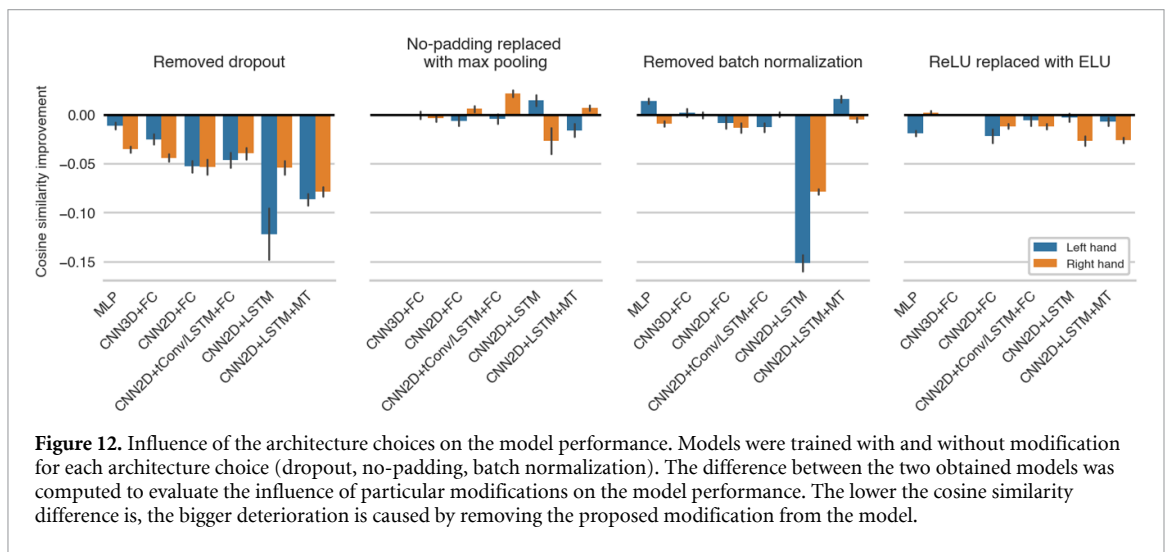 Removed dropout
No-padding replaced
with max pooling
Removed batch normalization
ReLU replaced with ELU
Cosine similarity improvement
0.00
−0.05
−0.10
−0.15
MLP
CNN3D+FC
CNN2D+FC
CNN2D+tConv/LSTM+FC
CNN2D+LSTM
CNN2D+LSTM+MT
CNN3D+FC
CNN2D+FC
CNN2D+tConv/LSTM+FC
CNN2D+LSTM
CNN2D+LSTM+MT
MLP
CNN3D+FC
CNN2D+FC
CNN2D+tConv/LSTM+FC
CNN2D+LSTM
CNN2D+LSTM+MT
Left hand
Right hand
MLP
CNN3D+FC
CNN2D+FC
CNN2D+tConv/LSTM+FC
CNN2D+LSTM
CNN2D+LSTM+MT
Figure 12. Influence of the architecture choices on the model performance. Models were trained with and without modification
for each architecture choice (dropout, no-padding, batch normalization). The difference between the two obtained models was
computed to evaluate the influence of particular modifications on the model performance. The lower the cosine similarity
difference is, the bigger deterioration is caused by removing the proposed modification from the model.